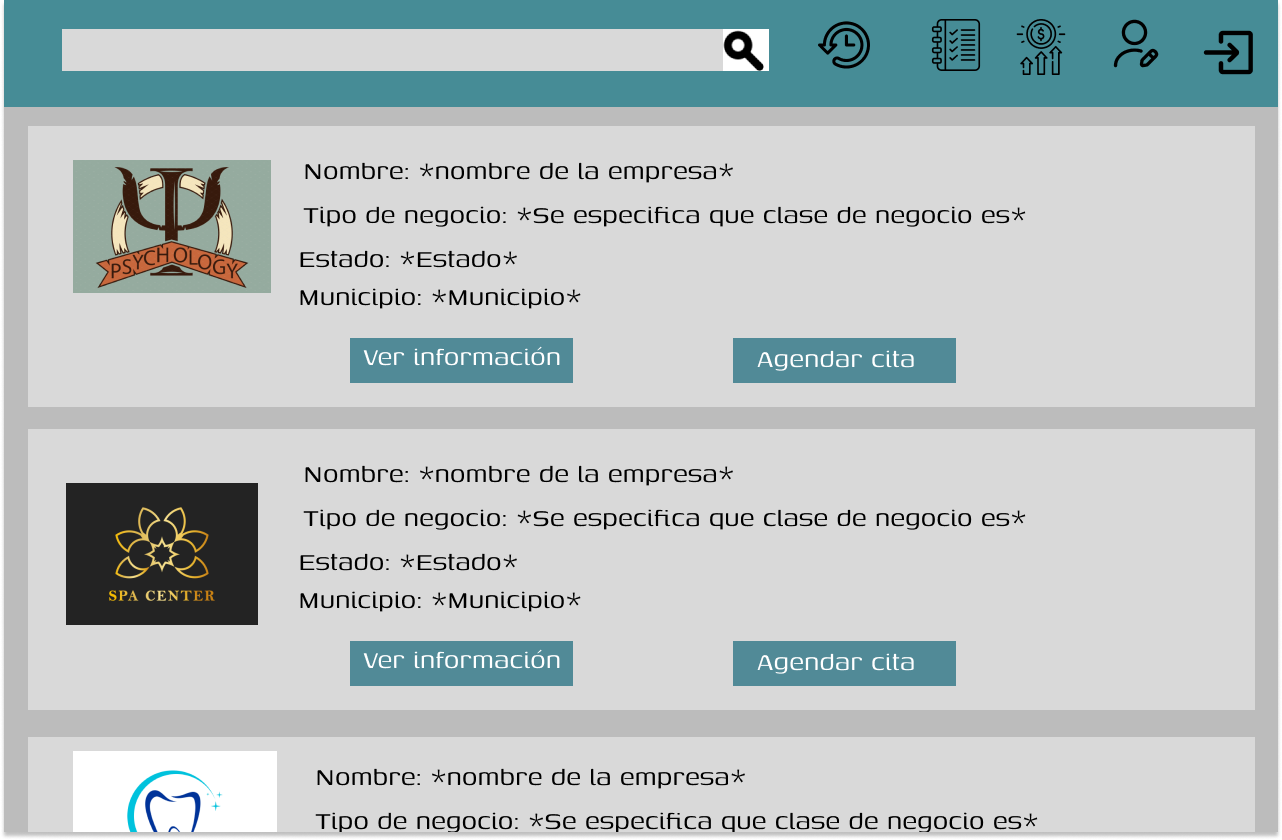 Nombre: *nombre de la empresa*
Tipo de negocio: *Se especifica que clase de negocio es*
PSYCHOLOGY
Estado: *Estado*
Municipio: *Municipio*
Ver información
Agendar cita
Nombre: *nombre de la empresa*
Tipo de negocio: *Se especifica que clase de negocio es*
Estado: *Estado*
SPA CENTER
Municipio: *Municipio*
Ver información
Agendar cita
Nombre: *nombre de la empresa*
Tipo de negocio: *Se especifica que clase de negocio es*